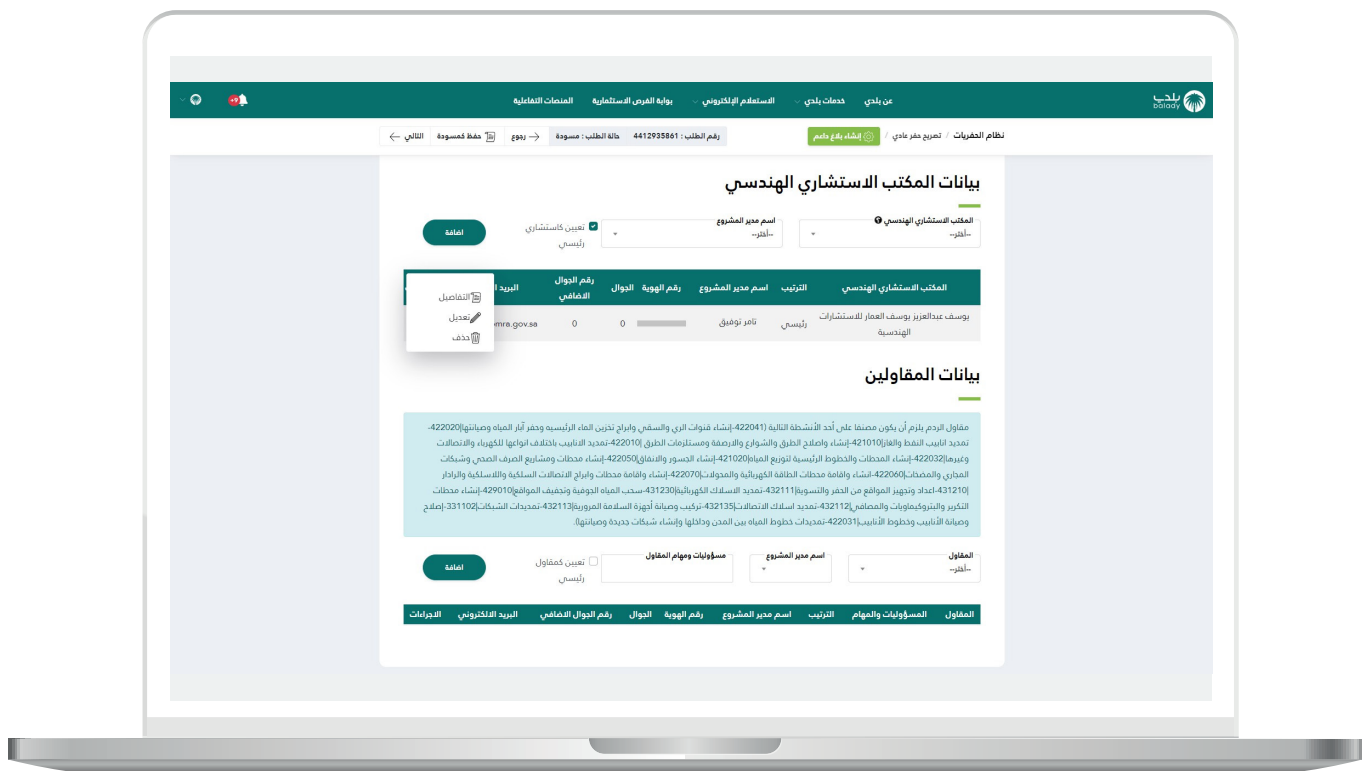 بلدي
balady
عن بلدي
خدمات بلدي
الاستعلام الإلكتروني
بوابة الفرص الاستثمارية
المنصات التفاعلية
+9
نظام الحفريات / تصريح حفر عادي /
إنشاء بلاغ داعم
رقم الطلب : 4412935861
حالة الطلب : مسودة
رجوع
حفظ كمسودة
التالي
بيانات المكتب الاستشاري الهندسي
المكتب الاستشاري الهندسي
--أختر--
اسم مدير المشروع
--أختر--
تعيين كاستشاري
رئيسي
اضافة
المكتب الاستشاري الهندسي
الترتيب
اسم مدير المشروع
رقم الهوية
الجوال
رقم الجوال
الاضافي
البريد ا
يوسف عبدالعزيز يوسف العمار للاستشارات
الهندسية
رئيسي
تامر توفيق
0
0
omra.gov.sa
التفاصيل
تعديل
حذف
بيانات المقاولين
مقاول الردم يلزم أن يكون مصنفا على أحد الأنشطة التالية (422041-إنشاء قنوات الري والسقي وابراج تخزين الماء الرئيسيه وحفر آبار المياه وصيانتها|422020-
تمديد انابيب النفط والغاز|421010-إنشاء واصلاح الطرق والشوارع والارصفة ومستلزمات الطرق |422010-تمديد الانابيب باختلاف انواعها للكهرباء والاتصالات
وغيرها|422032-إنشاء المحطات والخطوط الرئيسية لتوزيع المياه|421020-إنشاء الجسور والانفاق|422050-إنشاء محطات ومشاريع الصرف الصحي وشبكات
المجاري والمضخات|422060-انشاء واقامة محطات الطاقة الكهربائية والمحولات|422070-إنشاء واقامة محطات وابراج الاتصالات السلكية واللاسلكية والرادار
|431210-اعداد وتجهيز المواقع من الحفر والتسوية|432111-تمديد الاسلاك الكهربائية|431230-سحب المياه الجوفية وتجفيف المواقع|429010-إنشاء محطات
التكرير والبتروكيماويات والمصافي|432112-تمديد اسلاك الاتصالات|432135-تركيب وصيانة أجهزة السلامة المرورية|432113-تمديدات الشبكات|331102-إصلاح
وصيانة الأنابيب وخطوط الأنابيب|422031-تمديدات خطوط المياه بين المدن وداخلها وإنشاء شبكات جديدة وصيانتها).
المقاول
--أختر--
اسم مدير المشروع
مسؤوليات ومهام المقاول
تعيين كمقاول
رئيسي
اضافة
المقاول
المسؤوليات والمهام
الترتيب
اسم مدير المشروع
رقم الهوية
الجوال
رقم الجوال الاضافي
البريد الالكتروني
الاجراءات